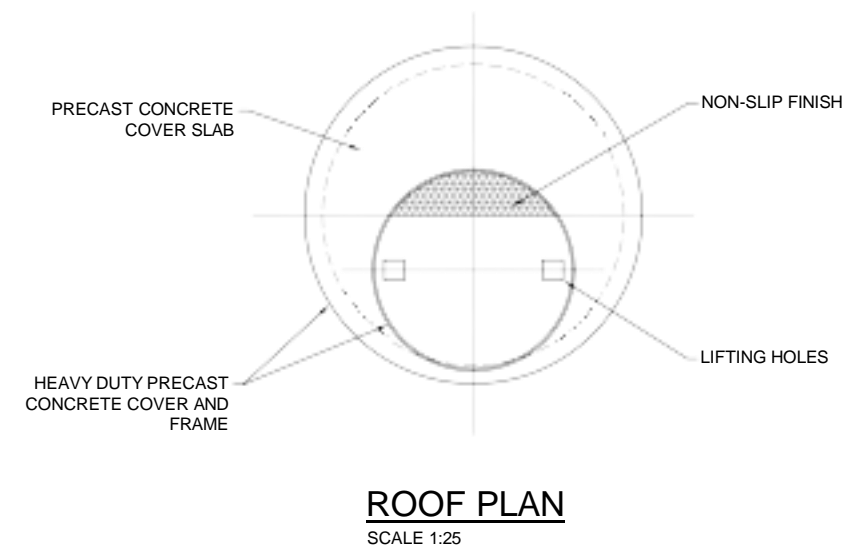 PRECAST CONCRETE
COVER SLAB
NON-SLIP FINISH
HEAVY DUTY PRECAST
CONCRETE COVER AND
FRAME
LIFTING HOLES
ROOF PLAN
SCALE 1:25